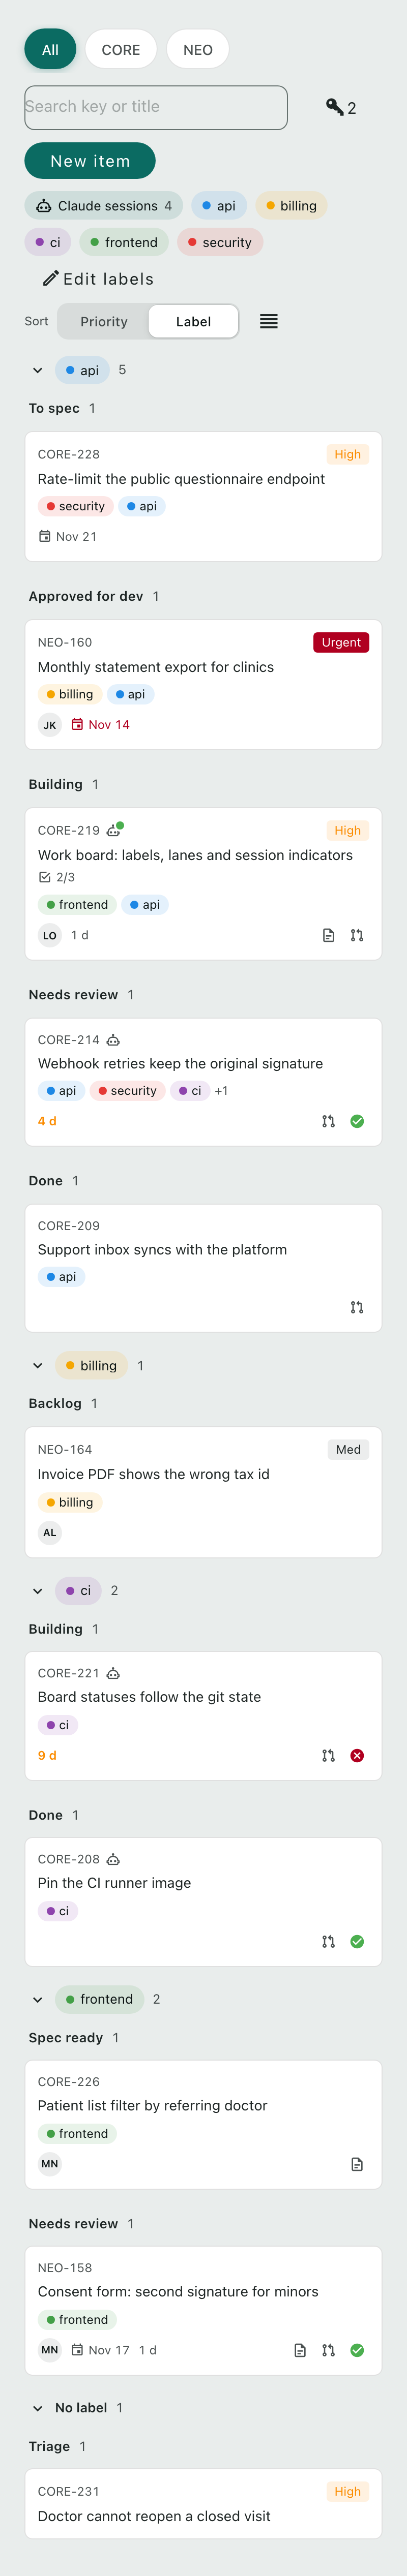 All CORE NEO
Search key or title 2
New item
Claude sessions 4 api billing
ci frontend security
Edit labels
Sort Priority Label
api 5
To spec 1
CORE-228 High
Rate-limit the public questionnaire endpoint
security api
Nov 21
Approved for dev 1
NEO-160 Urgent
Monthly statement export for clinics
billing api
JK Nov 14
Building 1
CORE-219 High
Work board: labels, lanes and session indicators
2/3
frontend api
LO 1 d
Needs review 1
CORE-214
Webhook retries keep the original signature
api security ci +1
4 d
Done 1
CORE-209
Support inbox syncs with the platform
api
billing 1
Backlog 1
NEO-164 Med
Invoice PDF shows the wrong tax id
billing
AL
ci 2
Building 1
CORE-221
Board statuses follow the git state
ci
9 d
Done 1
CORE-208
Pin the CI runner image
ci
frontend 2
Spec ready 1
CORE-226
Patient list filter by referring doctor
frontend
MN
Needs review 1
NEO-158
Consent form: second signature for minors
frontend
MN Nov 17 1 d
No label 1
Triage 1
CORE-231 High
Doctor cannot reopen a closed visit